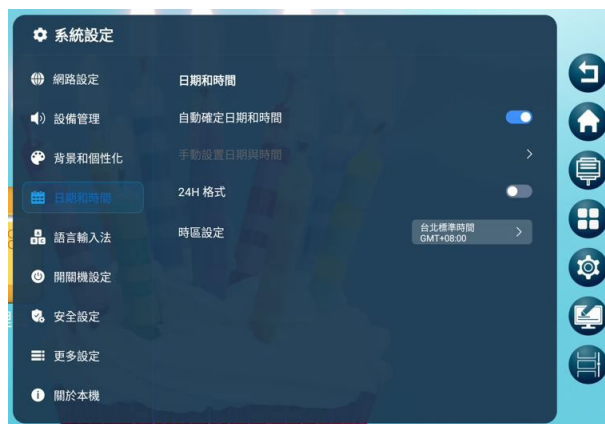 系統設定
網路設定
設備管理
背景和個性化
日期和時間
語言輸入法
開關機設定
安全設定
更多設定
關於本機
日期和時間
自動確定日期和時間
手動設置日期與時間
24H 格式
時區設定
台北標準時間
GMT+08:00